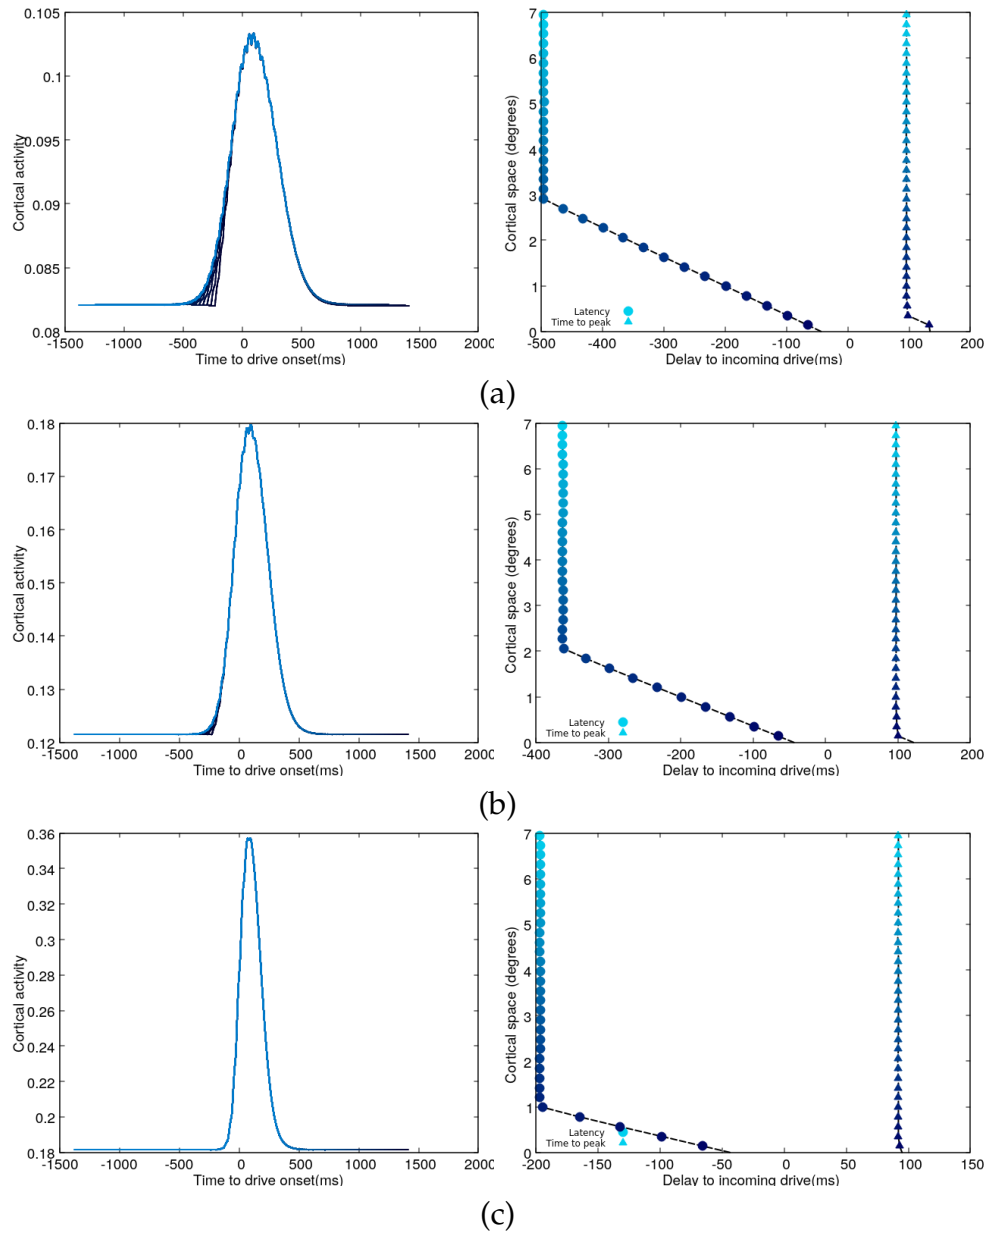 0.105
0.1
0.095
0.09
0.085
0.08
Cortical activity
-1500 -1000 -500 0 500 1000 1500 2000
Time to drive onset(ms)
7
6
5
4
3
2
1
0
Cortical space (degrees)
Latency
Time to peak
-500 -400 -300 -200 -100 0 100 200
Delay to incoming drive(ms)
(a)
0.18
0.17
0.16
0.15
0.14
0.13
0.12
Cortical activity
-1500 -1000 -500 0 500 1000 1500 2000
Time to drive onset(ms)
7
6
5
4
3
2
1
0
Cortical space (degrees)
Latency
Time to peak
-400 -300 -200 -100 0 100 200
Delay to incoming drive(ms)
(b)
0.36
0.34
0.32
0.3
0.28
0.26
0.24
0.22
0.2
0.18
Cortical activity
-1500 -1000 -500 0 500 1000 1500 2000
Time to drive onset(ms)
7
6
5
4
3
2
1
0
Cortical space (degrees)
Latency
Time to peak
-200 -150 -100 -50 0 50 100 150
Delay to incoming drive(ms)
(c)